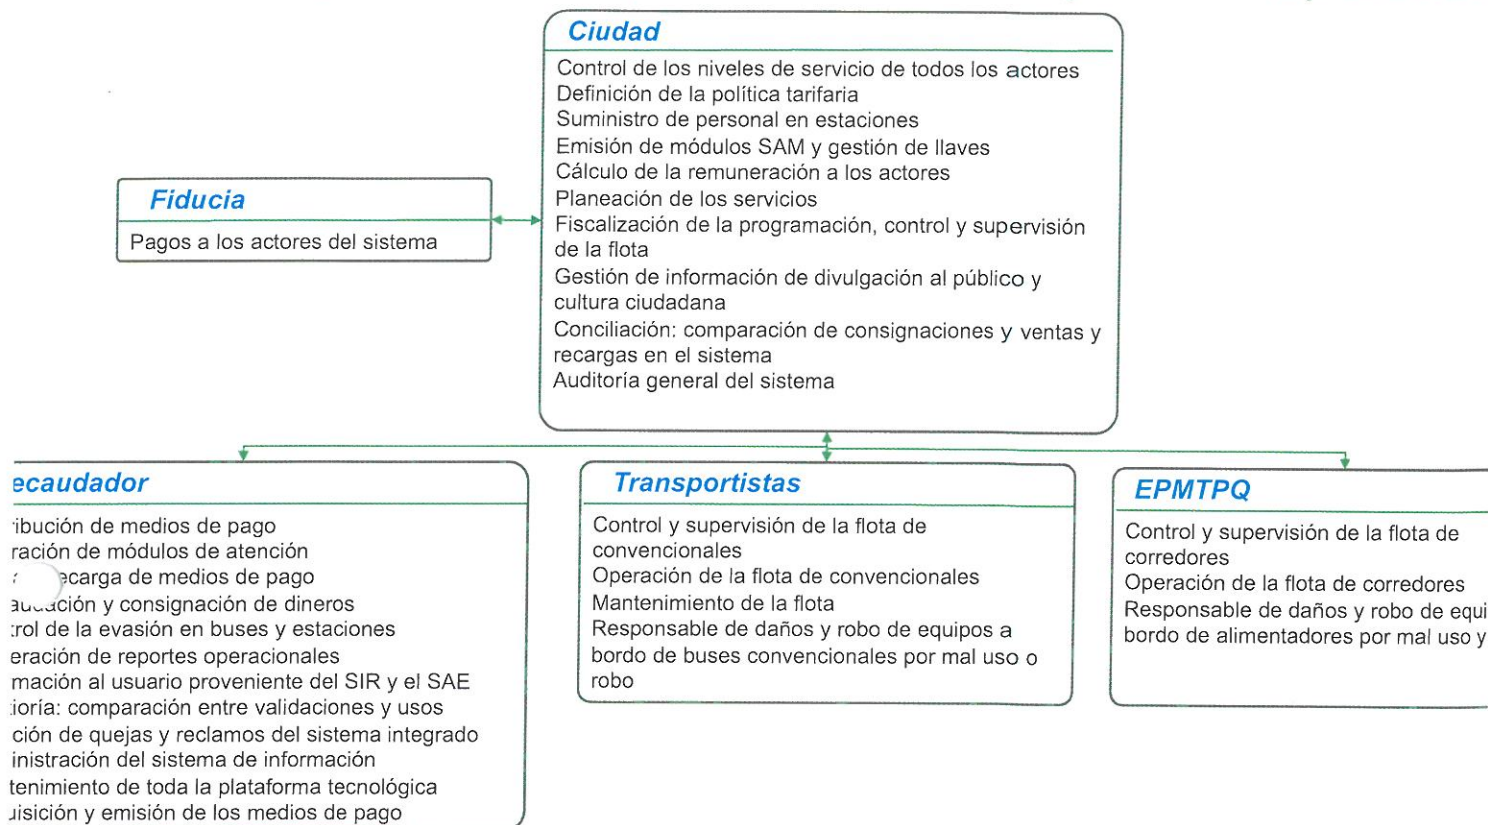 Ciudad
Control de los niveles de servicio de todos los actores
Definición de la política tarifaria
Suministro de personal en estaciones
Emisión de módulos SAM y gestión de llaves
Cálculo de la remuneración a los actores
Planeación de los servicios
Fiscalización de la programación, control y supervisión
de la flota
Gestión de información de divulgación al público y
cultura ciudadana
Conciliación: comparación de consignaciones y ventas y
recargas en el sistema
Auditoría general del sistema
Fiducia
Pagos a los actores del sistema
ecaudador
ribución de medios de pago
ración de módulos de atención
ecarga de medios de pago
ación y consignación de dineros
trol de la evasión en buses y estaciones
eración de reportes operacionales
rmación al usuario proveniente del SIR y el SAE
ioría: comparación entre validaciones y usos
ción de quejas y reclamos del sistema integrado
inistración del sistema de información
tenimiento de toda la plataforma tecnológica
uisición y emisión de los medios de pago
Transportistas
Control y supervisión de la flota de
convencionales
Operación de la flota de convencionales
Mantenimiento de la flota
Responsable de daños y robo de equipos a
bordo de buses convencionales por mal uso o
robo
EPMTPQ
Control y supervisión de la flota de
corredores
Operación de la flota de corredores
Responsable de daños y robo de equi
bordo de alimentadores por mal uso y